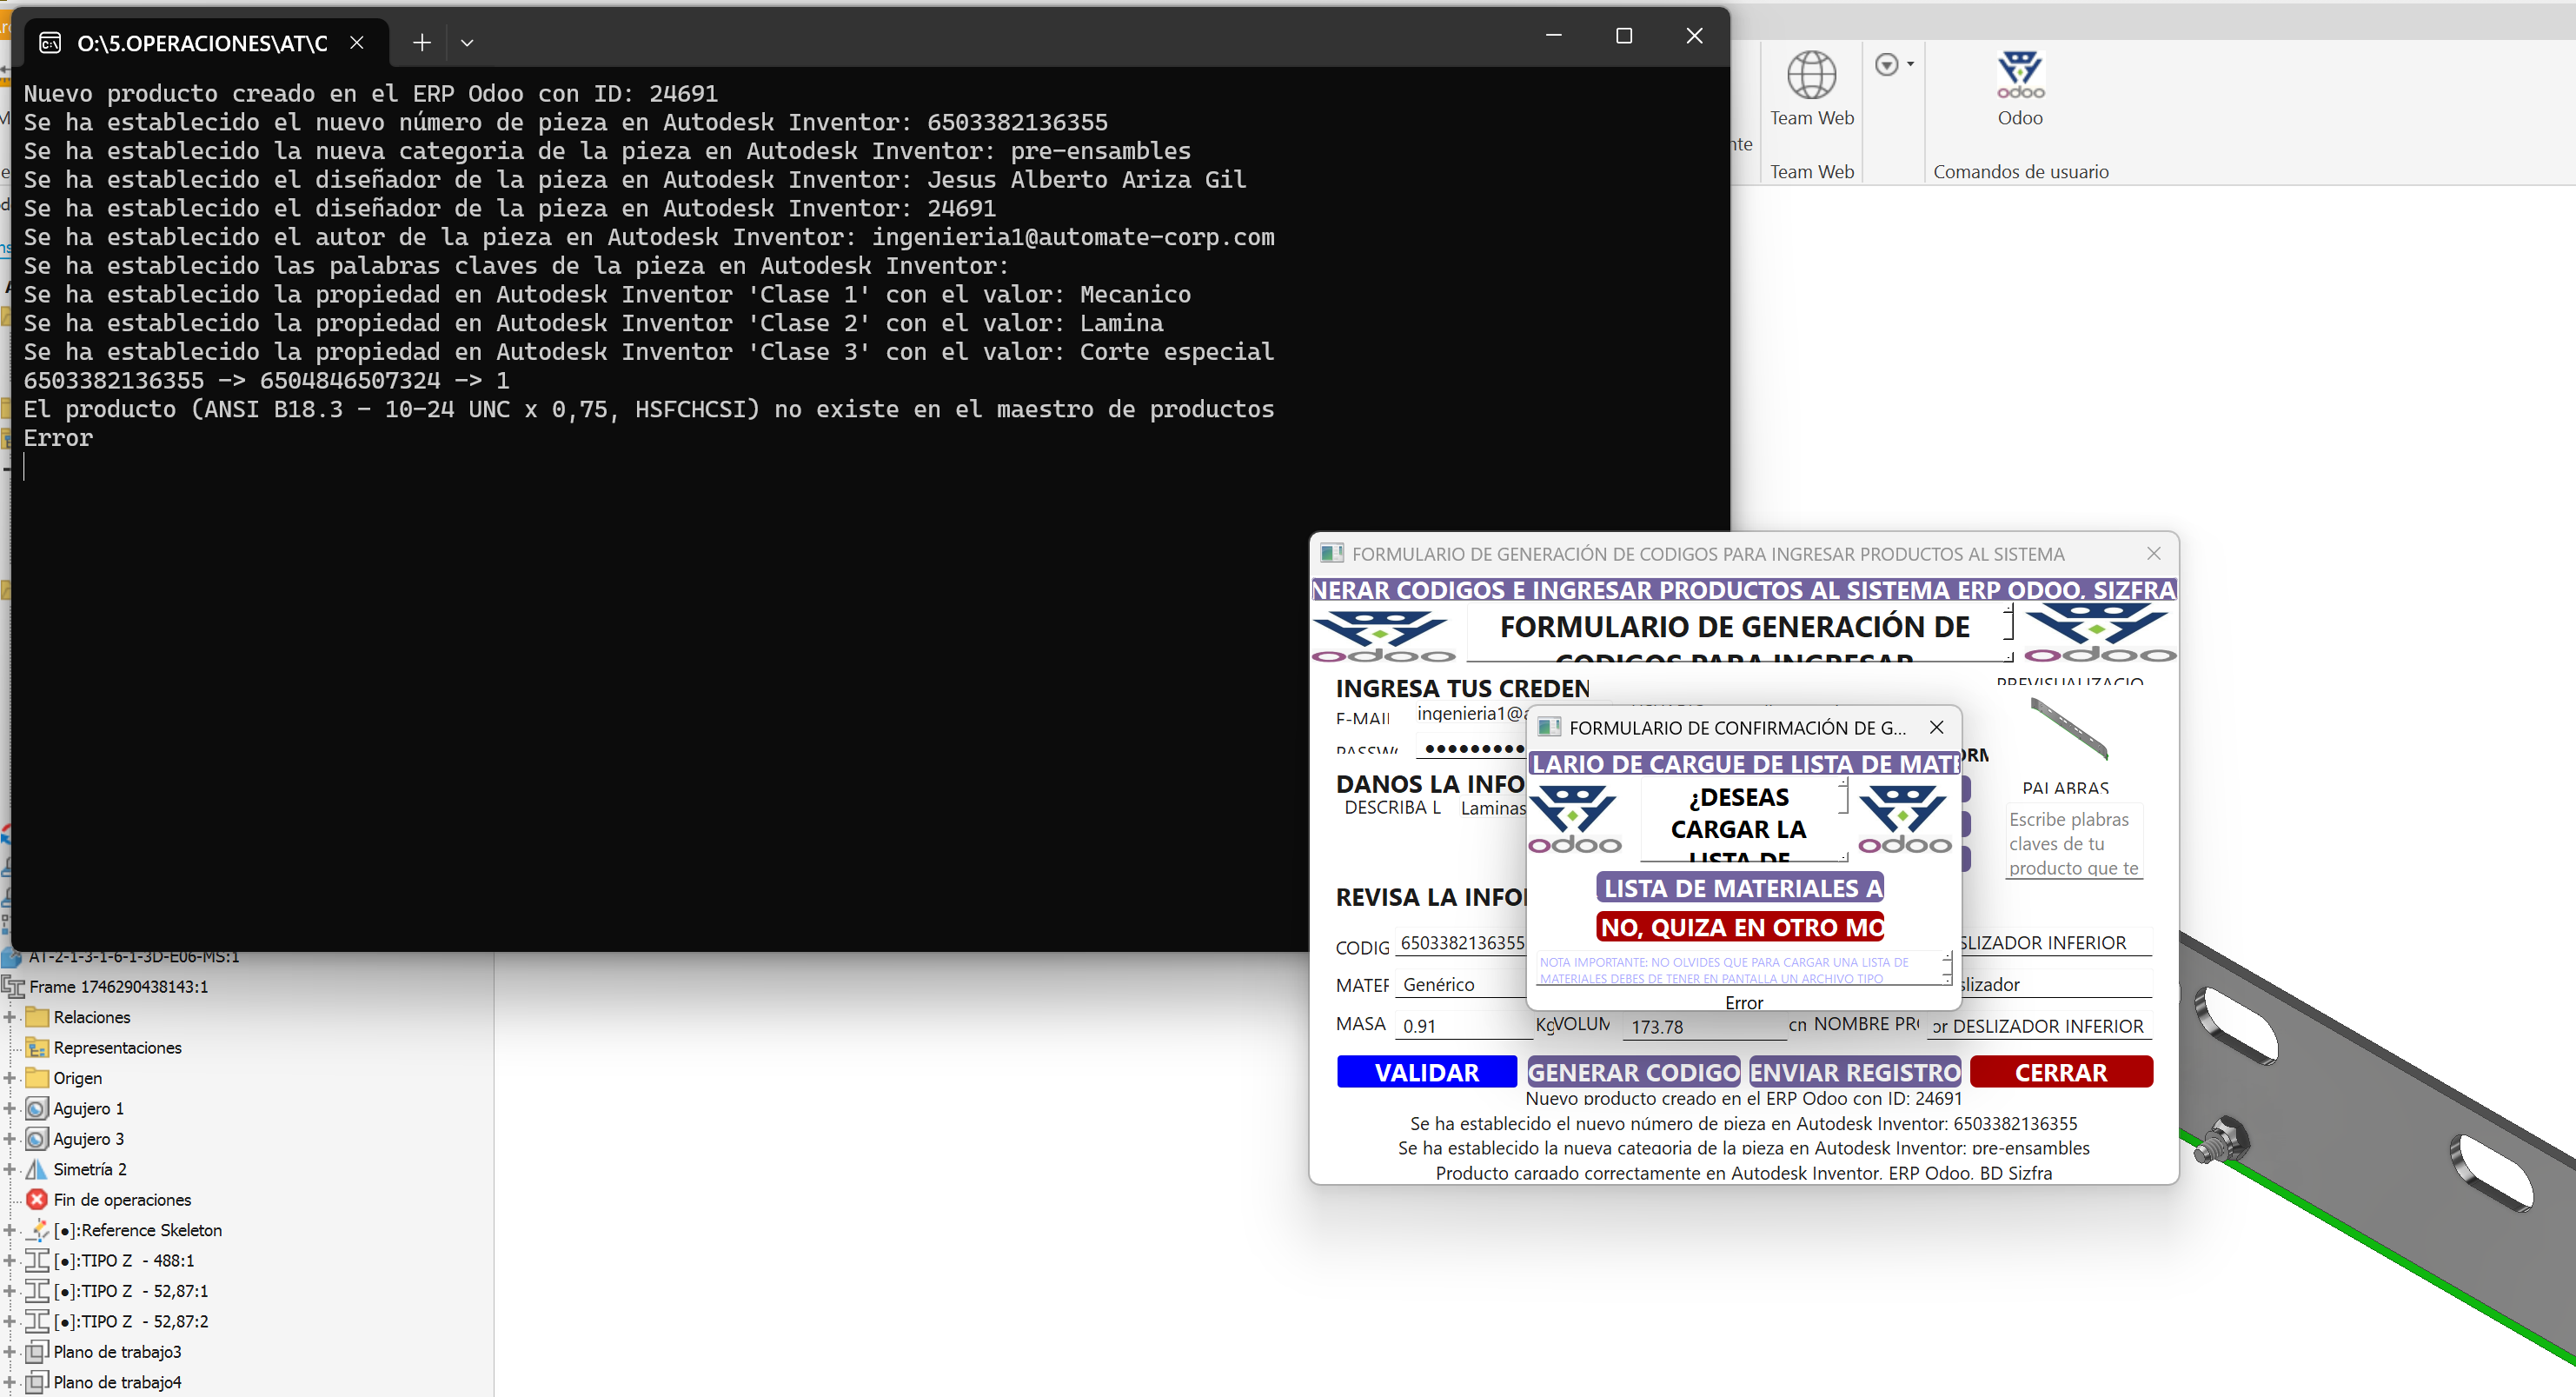 O:\5.OPERACIONES\AT\C
Nuevo producto creado en el ERP Odoo con ID: 24691
Se ha establecido el nuevo número de pieza en Autodesk Inventor: 6503382136355
Se ha establecido la nueva categoria de la pieza en Autodesk Inventor: pre-ensambles
Se ha establecido el diseñador de la pieza en Autodesk Inventor: Jesus Alberto Ariza Gil
Se ha establecido el diseñador de la pieza en Autodesk Inventor: 24691
Se ha establecido el autor de la pieza en Autodesk Inventor: ingenieria1@automate-corp.com
Se ha establecido las palabras claves de la pieza en Autodesk Inventor:
Se ha establecido la propiedad en Autodesk Inventor 'Clase 1' con el valor: Mecanico
Se ha establecido la propiedad en Autodesk Inventor 'Clase 2' con el valor: Lamina
Se ha establecido la propiedad en Autodesk Inventor 'Clase 3' con el valor: Corte especial
6503382136355 -> 6504846507324 -> 1
El producto (ANSI B18.3 - 10-24 UNC x 0,75, HSFCHCSI) no existe en el maestro de productos
Error
nte
Team Web
Team Web
odoo
Odoo
Comandos de usuario
FORMULARIO DE GENERACIÓN DE CODIGOS PARA INGRESAR PRODUCTOS AL SISTEMA
NERAR CODIGOS E INGRESAR PRODUCTOS AL SISTEMA ERP ODOO, SIZFRA
odoo
FORMULARIO DE GENERACIÓN DE
CODIGOS PARA INGRESAR
odoo
INGRESA TUS CREDEN
PREVISUALIZACIO
E-MAIL
ingenieria1@a
PASSW
ORM
DANOS LA INFO
DESCRIBA L
Laminas
PALABRAS
Escribe plabras
claves de tu
producto que te
REVISA LA INFOR
CODIG
6503382136355
SLIZADOR INFERIOR
MATER
Genérico
slizador
MASA
0.91
Kg
VOLUM
173.78
cn
NOMBRE PR
or DESLIZADOR INFERIOR
VALIDAR
GENERAR CODIGO
ENVIAR REGISTRO
CERRAR
Nuevo producto creado en el ERP Odoo con ID: 24691
Se ha establecido el nuevo número de pieza en Autodesk Inventor: 6503382136355
Se ha establecido la nueva categoria de la pieza en Autodesk Inventor: pre-ensambles
Producto cargado correctamente en Autodesk Inventor, ERP Odoo, BD Sizfra
FORMULARIO DE CONFIRMACIÓN DE G...
LARIO DE CARGUE DE LISTA DE MATE
odoo
¿DESEAS
CARGAR LA
LISTA DE
odoo
LISTA DE MATERIALES A
NO, QUIZA EN OTRO MO
NOTA IMPORTANTE: NO OLVIDES QUE PARA CARGAR UNA LISTA DE
MATERIALES DEBES DE TENER EN PANTALLA UN ARCHIVO TIPO
Error
AT-2-1-3-1-6-1-3D-E06-MS:1
Frame 1746290438143:1
Relaciones
Representaciones
Origen
Agujero 1
Agujero 3
Simetría 2
Fin de operaciones
[●]:Reference Skeleton
[●]:TIPO Z - 488:1
[●]:TIPO Z - 52,87:1
[●]:TIPO Z - 52,87:2
Plano de trabajo3
Plano de trabajo4